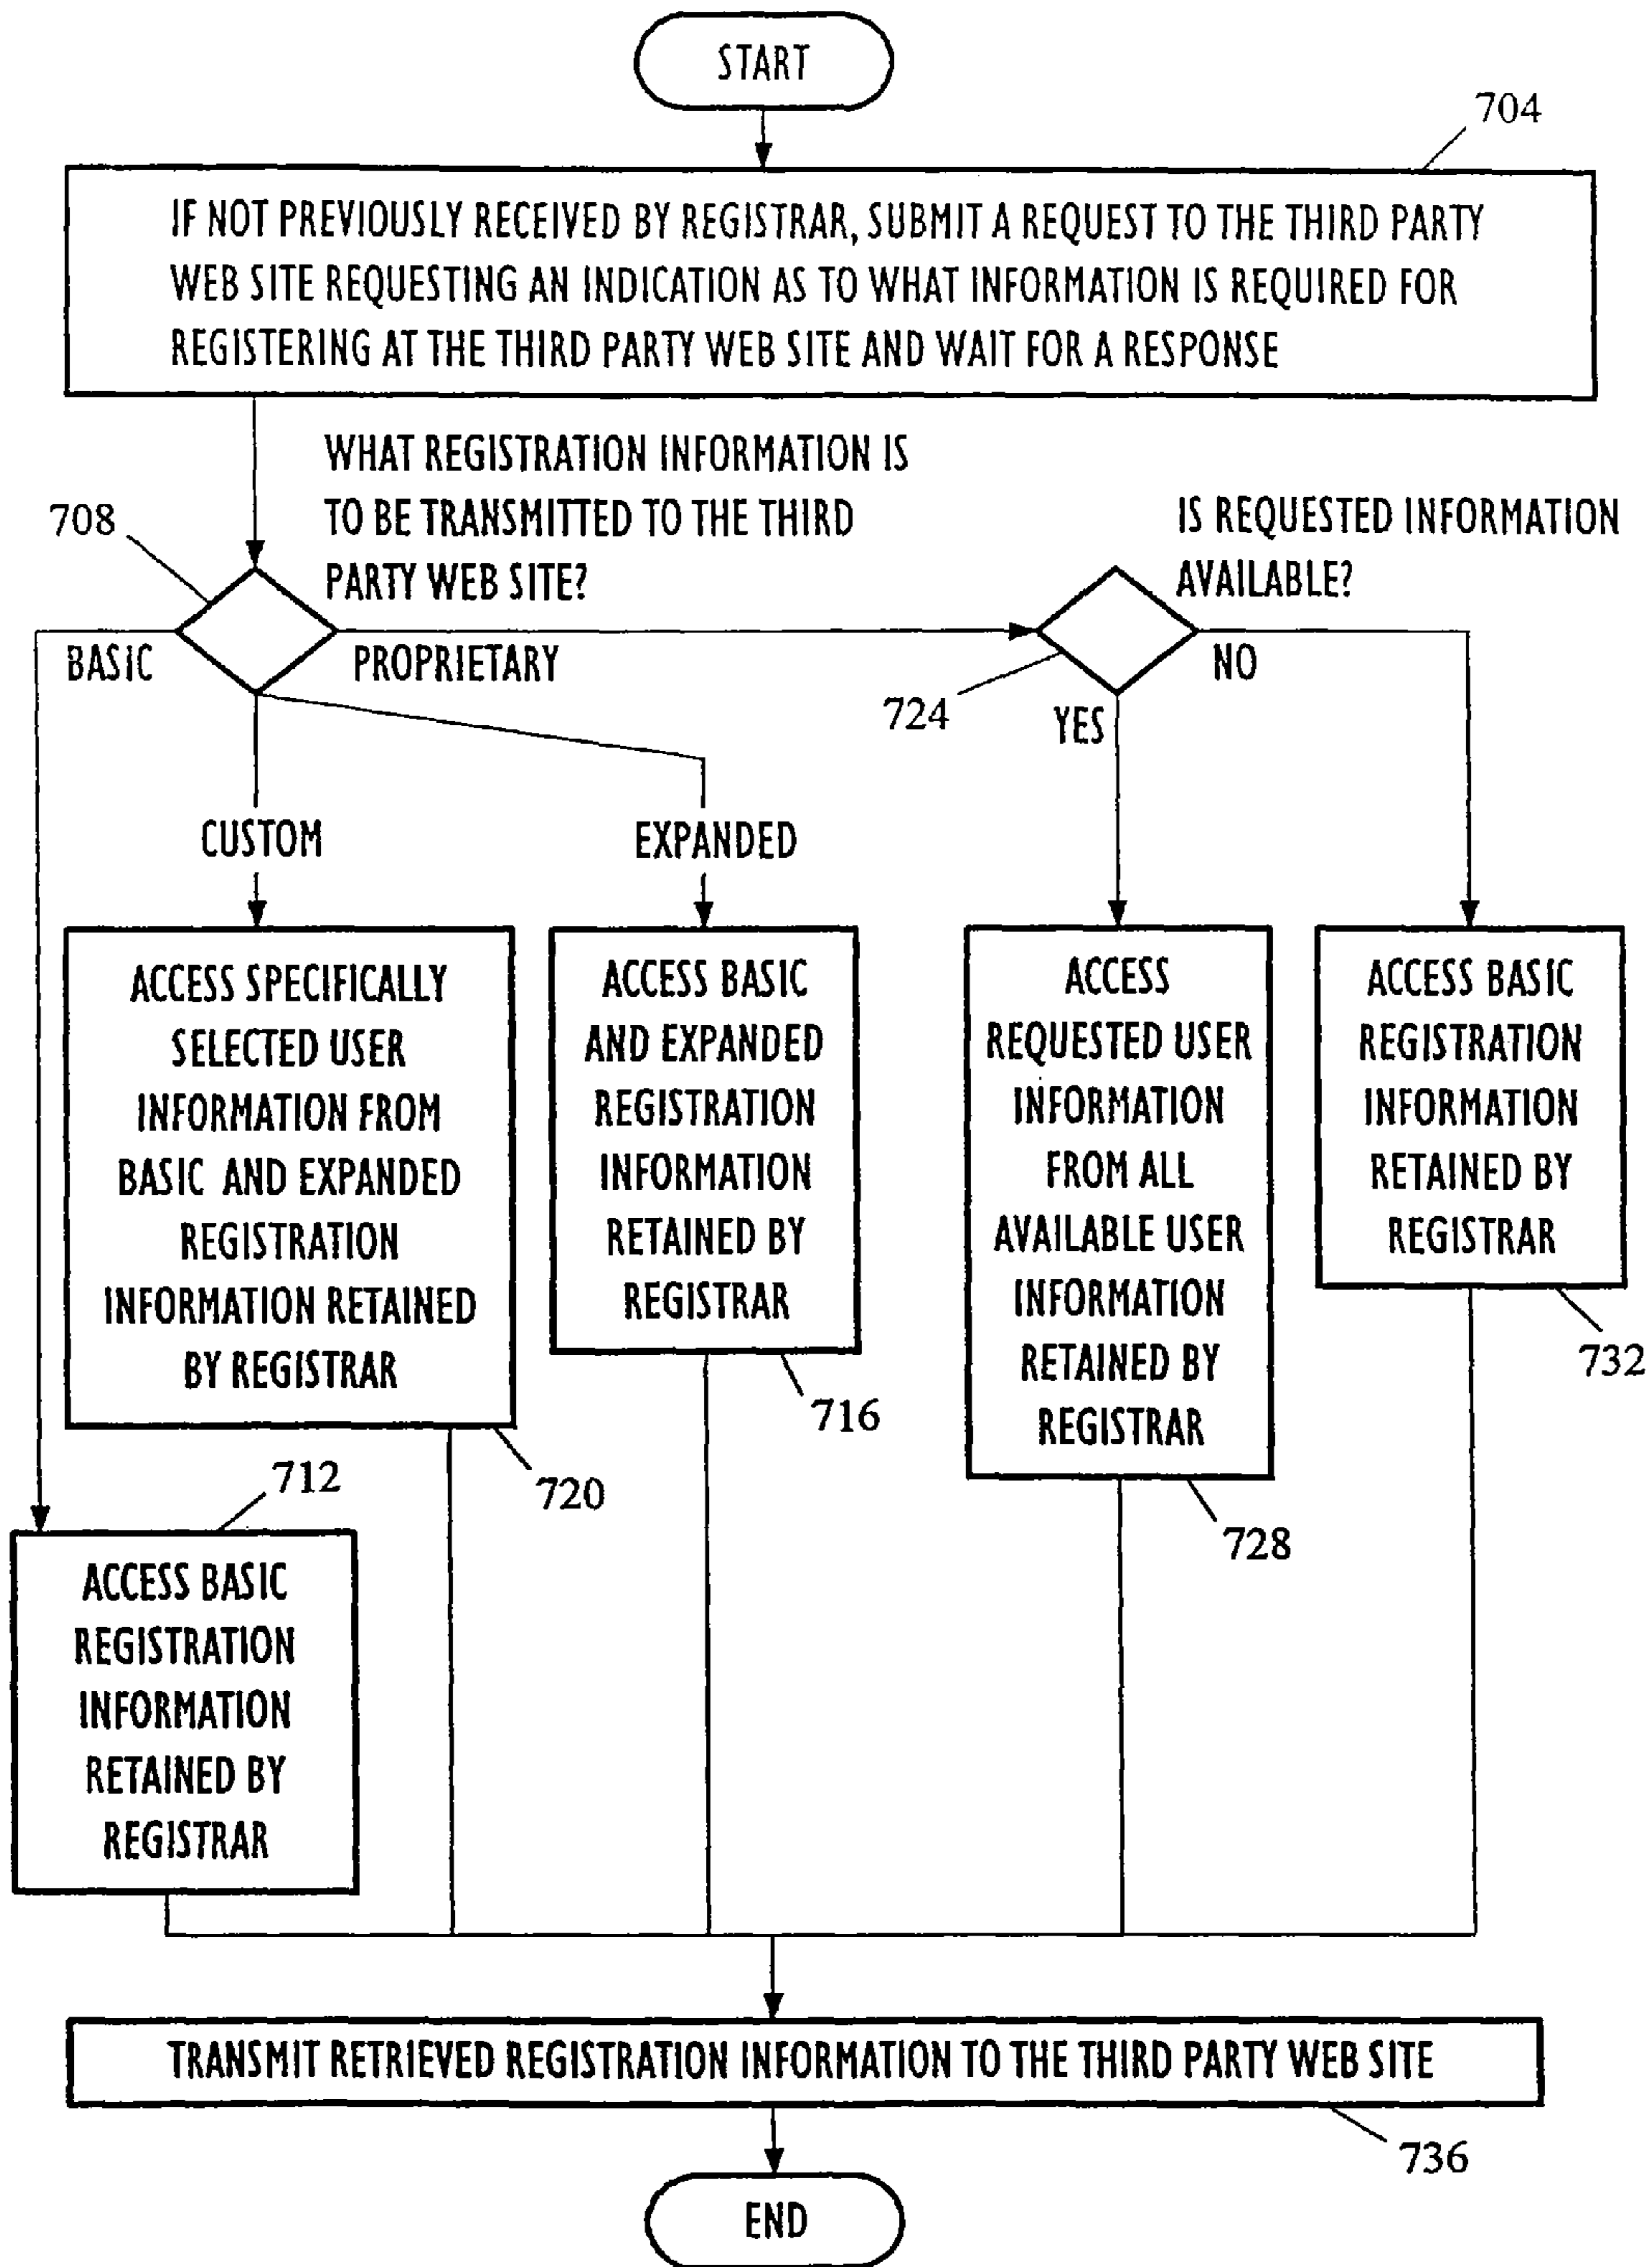 START
704
IF NOT PREVIOUSLY RECEIVED BY REGISTRAR, SUBMIT A REQUEST TO THE THIRD PARTY
WEB SITE REQUESTING AN INDICATION AS TO WHAT INFORMATION IS REQUIRED FOR
REGISTERING AT THE THIRD PARTY WEB SITE AND WAIT FOR A RESPONSE
WHAT REGISTRATION INFORMATION IS
TO BE TRANSMITTED TO THE THIRD
PARTY WEB SITE?
708
IS REQUESTED INFORMATION
AVAILABLE?
BASIC
PROPRIETARY
724
NO
YES
CUSTOM
EXPANDED
ACCESS SPECIFICALLY
SELECTED USER
INFORMATION FROM
BASIC AND EXPANDED
REGISTRATION
INFORMATION RETAINED
BY REGISTRAR
720
ACCESS BASIC
AND EXPANDED
REGISTRATION
INFORMATION
RETAINED BY
REGISTRAR
716
ACCESS
REQUESTED USER
INFORMATION
FROM ALL
AVAILABLE USER
INFORMATION
RETAINED BY
REGISTRAR
728
ACCESS BASIC
REGISTRATION
INFORMATION
RETAINED BY
REGISTRAR
732
712
ACCESS BASIC
REGISTRATION
INFORMATION
RETAINED BY
REGISTRAR
TRANSMIT RETRIEVED REGISTRATION INFORMATION TO THE THIRD PARTY WEB SITE
736
END